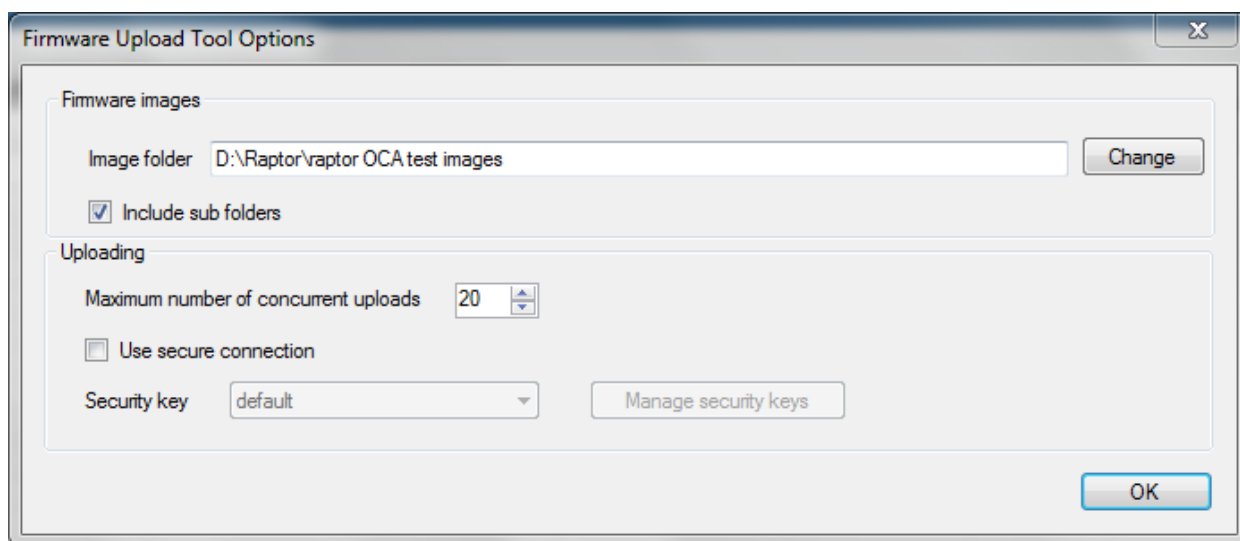 Firmware Upload Tool Options
Firmware images
Image folder D:\Raptor\raptor OCA test images Change
Include sub folders
Uploading
Maximum number of concurrent uploads 20
Use secure connection
Security key default Manage security keys
OK